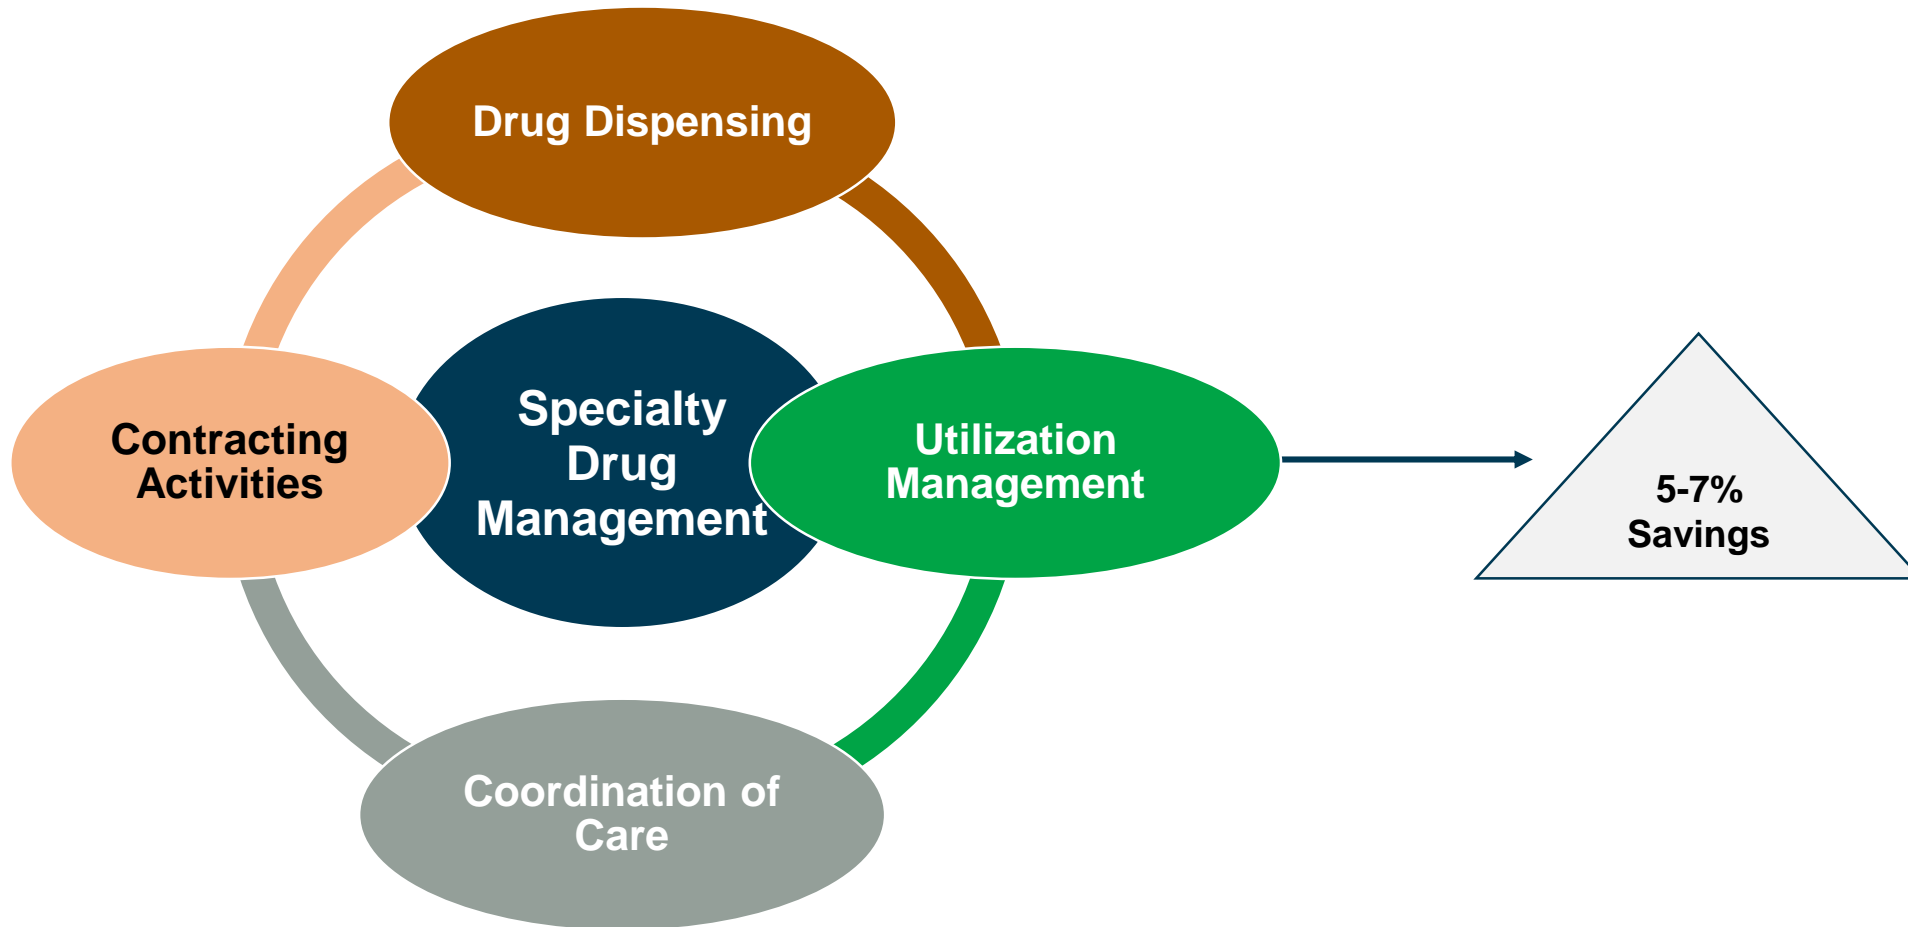 Drug Dispensing
Contracting
Activities
Specialty
Drug
Management
Utilization
Management
5-7%
Savings
Coordination of
Care